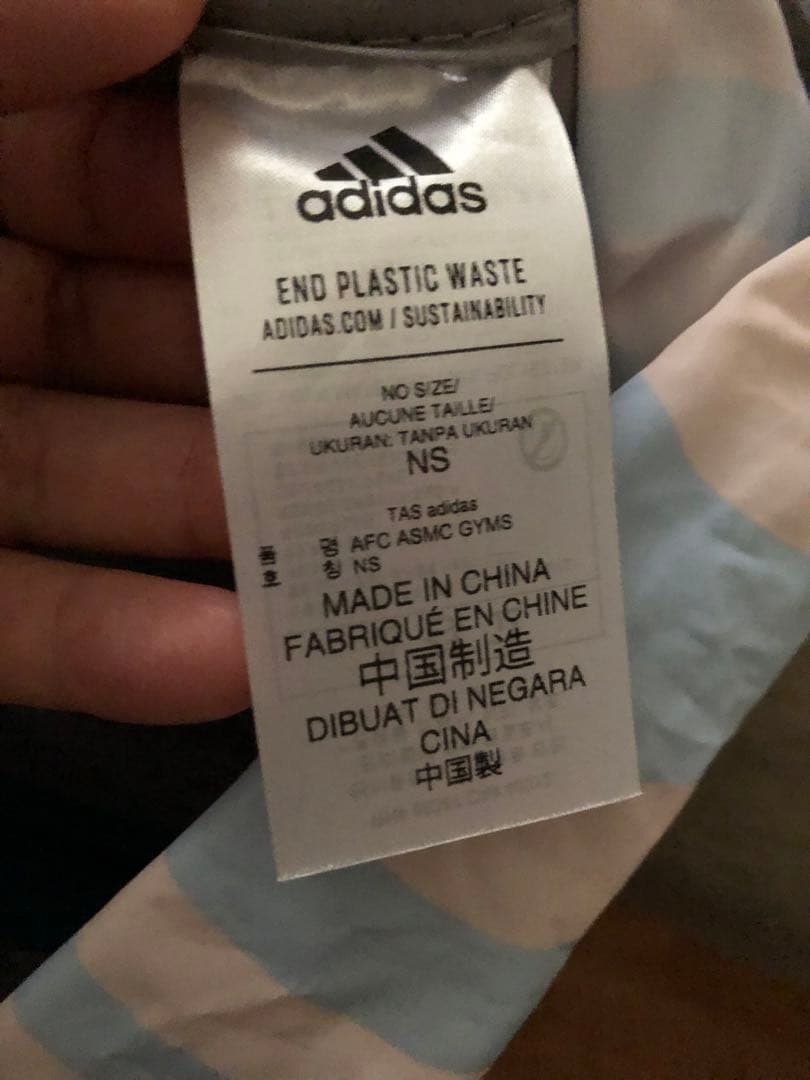 adidas
END PLASTIC WASTE
ADIDAS.COM / SUSTAINABILITY
NO SIZE/
AUCUNE TAILLE/
UKURAN: TANPA UKURAN
NS
TAS adidas
품 명 AFC ASMC GYMS
호 칭 NS
MADE IN CHINA
FABRIQUÉ EN CHINE
中国制造
DIBUAT DI NEGARA
CINA
中国製